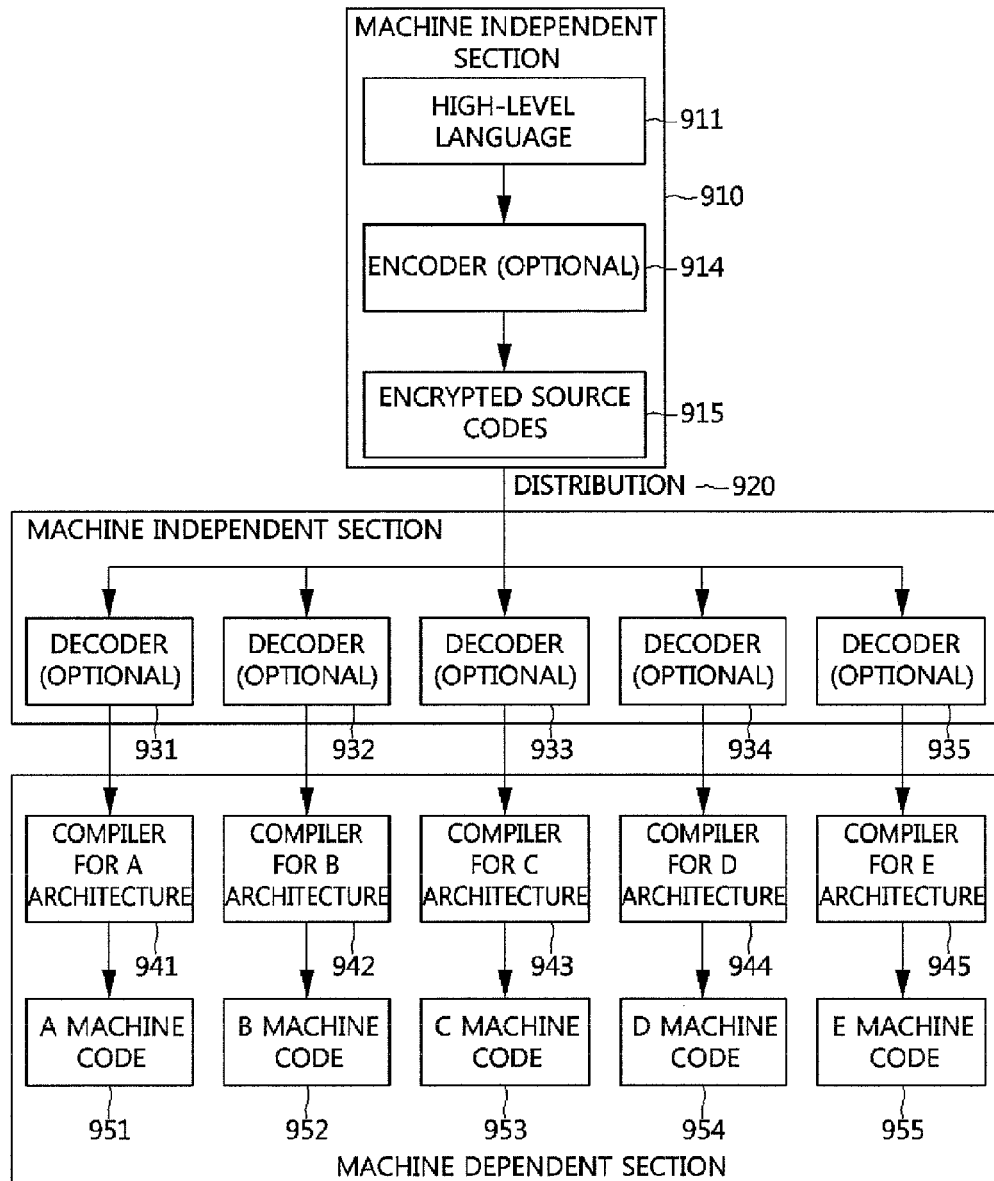 MACHINE INDEPENDENT
SECTION
HIGH-LEVEL
LANGUAGE
911
910
ENCODER (OPTIONAL)
914
ENCRYPTED SOURCE
CODES
915
DISTRIBUTION
920
MACHINE INDEPENDENT SECTION
DECODER
(OPTIONAL)
DECODER
(OPTIONAL)
DECODER
(OPTIONAL)
DECODER
(OPTIONAL)
DECODER
(OPTIONAL)
931
932
933
934
935
COMPILER
FOR A
ARCHITECTURE
COMPILER
FOR B
ARCHITECTURE
COMPILER
FOR C
ARCHITECTURE
COMPILER
FOR D
ARCHITECTURE
COMPILER
FOR E
ARCHITECTURE
941
942
943
944
945
A MACHINE
CODE
B MACHINE
CODE
C MACHINE
CODE
D MACHINE
CODE
E MACHINE
CODE
951
952
953
954
955
MACHINE DEPENDENT SECTION